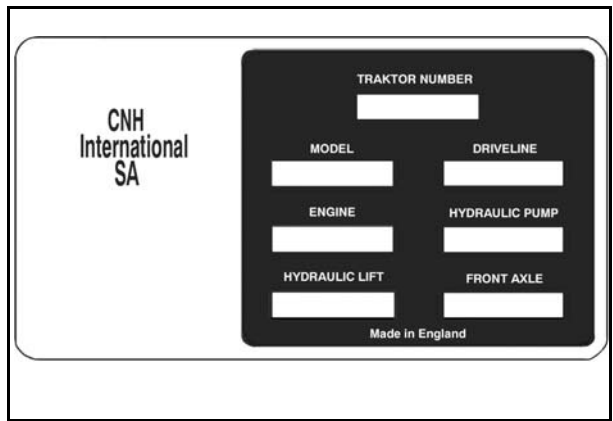 CNH
International
SA
TRAKTOR NUMBER
MODEL
DRIVELINE
ENGINE
HYDRAULIC PUMP
HYDRAULIC LIFT
FRONT AXLE
Made in England